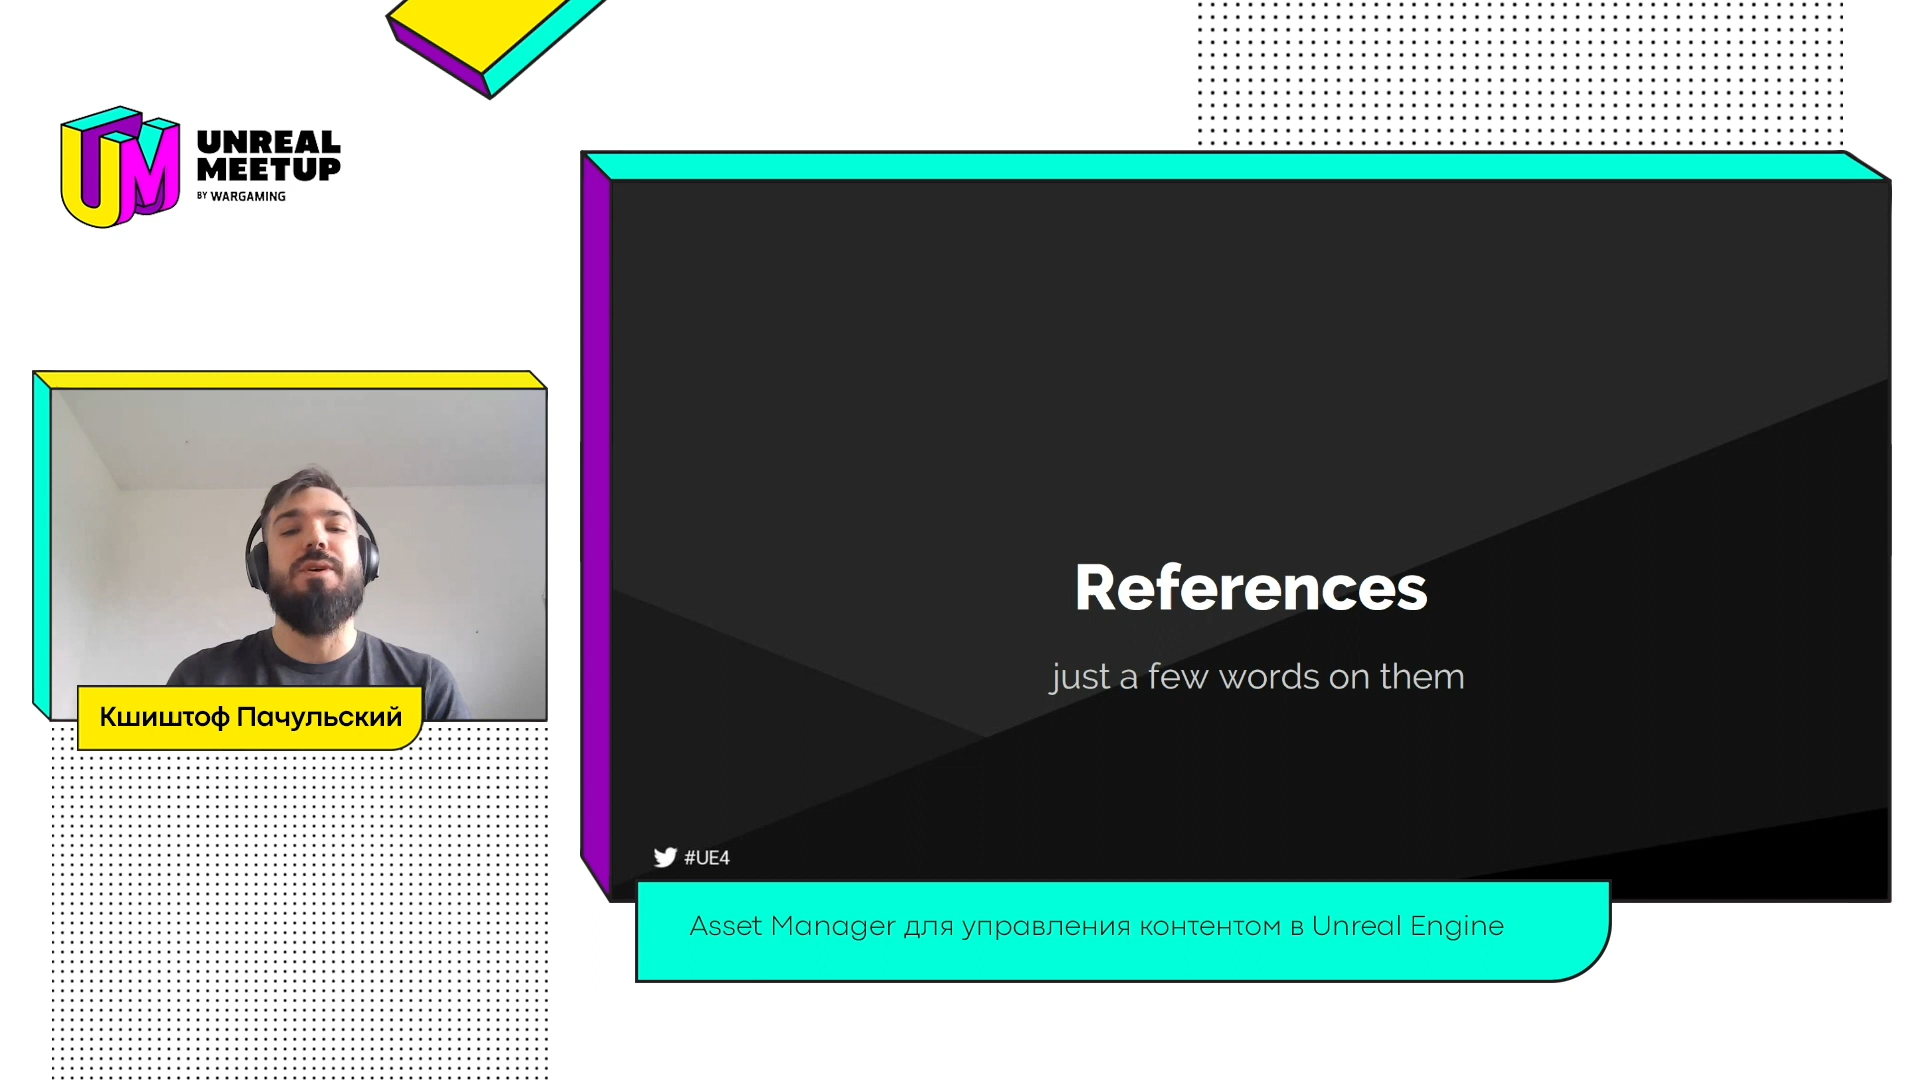 UNREAL
MEETUP
BY WARGAMING
Кшиштоф Пачульский
References
just a few words on them
#UE4
Asset Manager для управления контентом в Unreal Engine